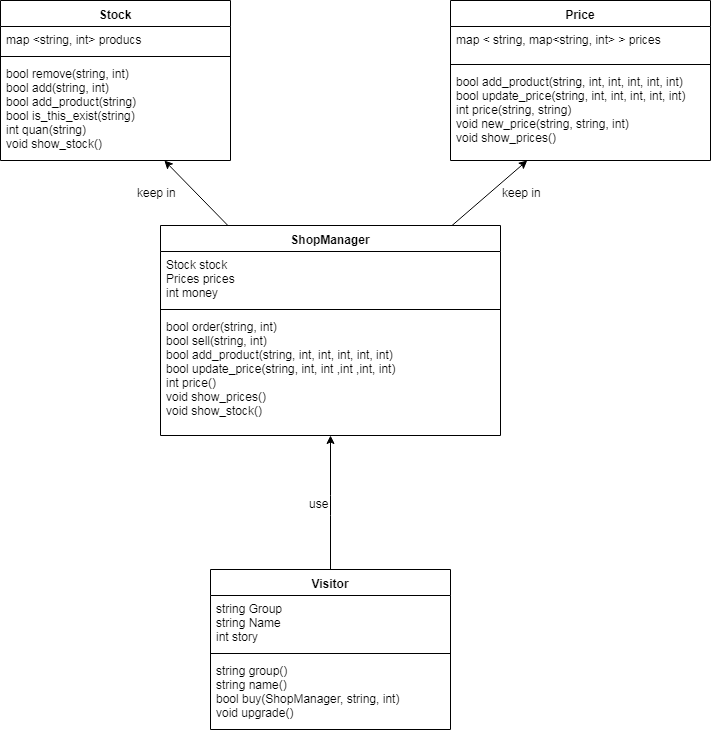 Stock
map <string, int> producs
bool remove(string, int)
bool add(string, int)
bool add_product(string)
bool is_this_exist(string)
int quan(string)
void show_stock()
Price
map < string, map<string, int> > prices
bool add_product(string, int, int, int, int, int)
bool update_price(string, int, int, int, int, int)
int price(string, string)
void new_price(string, string, int)
void show_prices()
keep in
keep in
ShopManager
Stock stock
Prices prices
int money
bool order(string, int)
bool sell(string, int)
bool add_product(string, int, int, int, int, int)
bool update_price(string, int, int ,int ,int, int)
int price()
void show_prices()
void show_stock()
use
Visitor
string Group
string Name
int story
string group()
string name()
bool buy(ShopManager, string, int)
void upgrade()